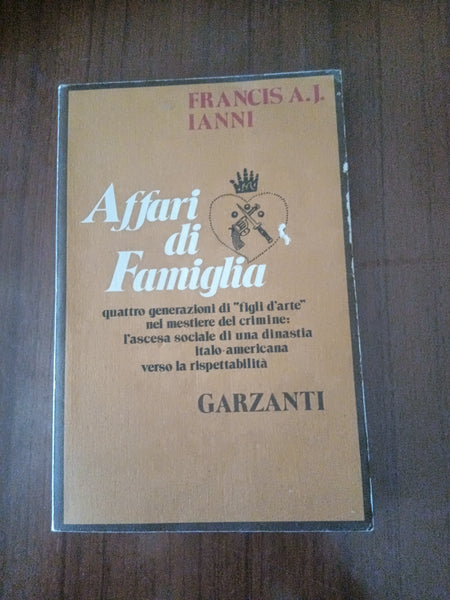 FRANCIS A.J.
IANNI
Affari
di
Famiglia
quattro generazioni di "figli d'arte"
nel mestiere del crimine:
l'ascesa sociale di una dinastia
italo-americana
verso la rispettabilità
GARZANTI